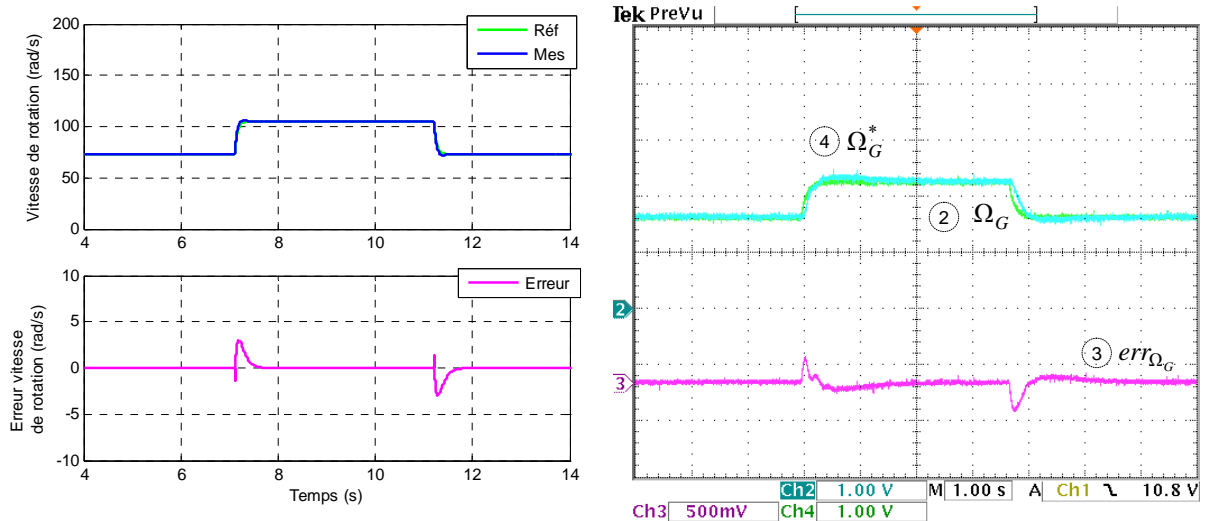 200
150
100
50
0
4
6
8
10
12
14
Vitesse de rotation (rad/s)
Réf
Mes
10
5
0
-5
-10
4
6
8
10
12
14
Erreur vitesse
de rotation (rad/s)
Temps (s)
Erreur
Tek PreVu
4 Ω*G
2 ΩG
3 errΩG
2
3
Ch2 1.00 V M 1.00 s A Ch1 10.8 V
Ch3 500mV Ch4 1.00 V